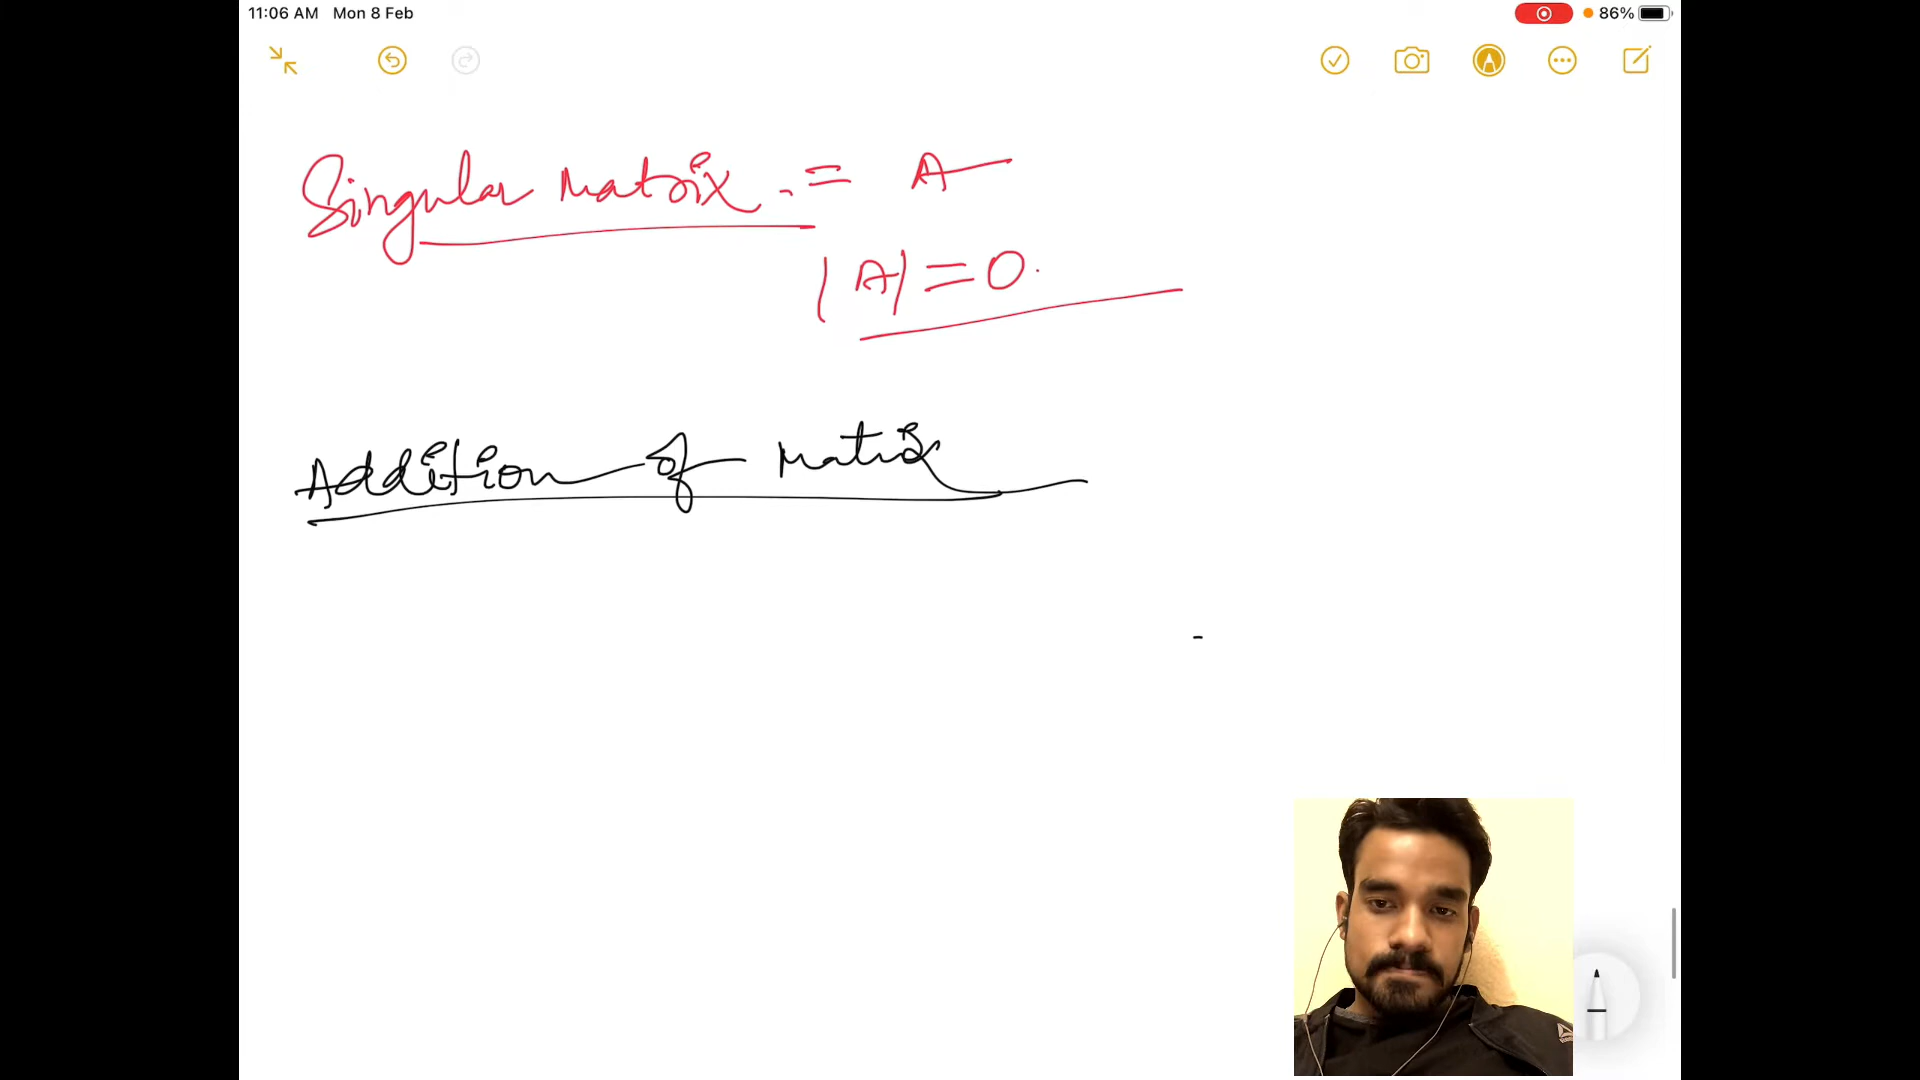 11:06 AM Mon 8 Feb
86%
Singular Matrix .= A
|A| = 0.
Addition of Matrix